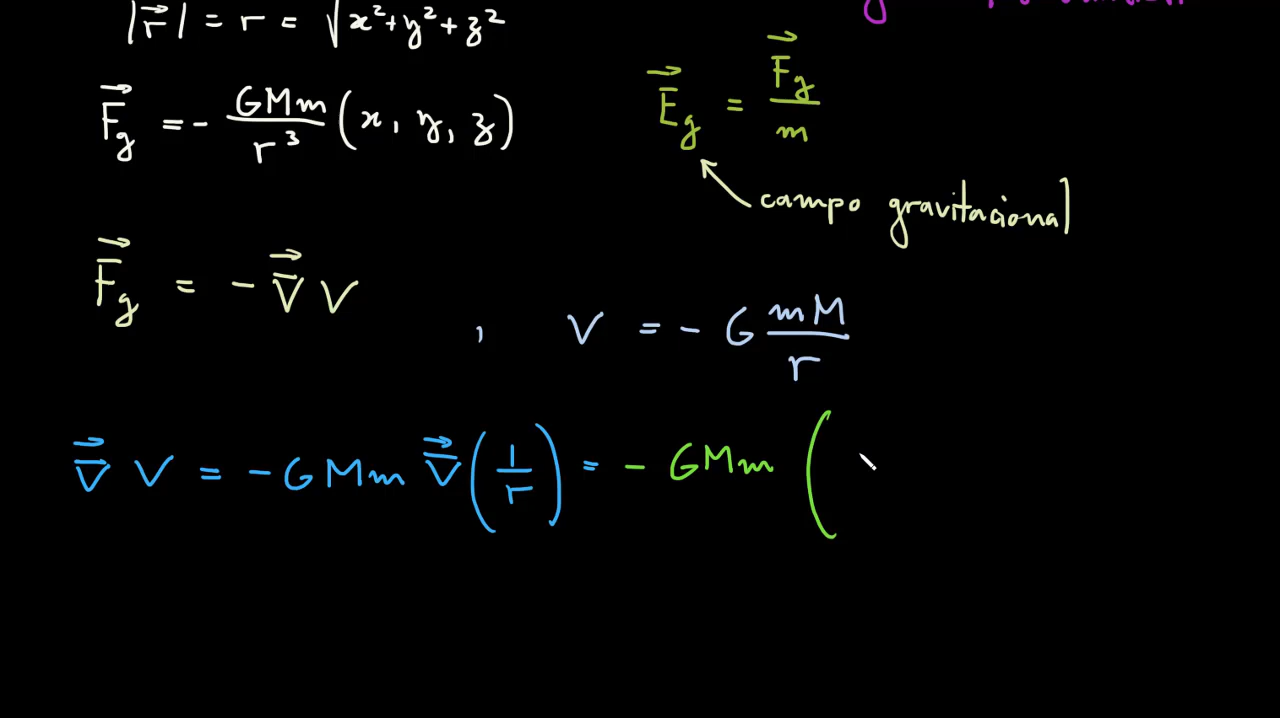 |r⃗| = r = √x²+y²+z²
F⃗g = - GMm/r³ (x, y, z)
E⃗g = F⃗g/m
campo gravitacional
F⃗g = - ∇⃗ V
, V = - G mM/r
∇⃗ V = - GMm ∇⃗ (1/r) = - GMm (